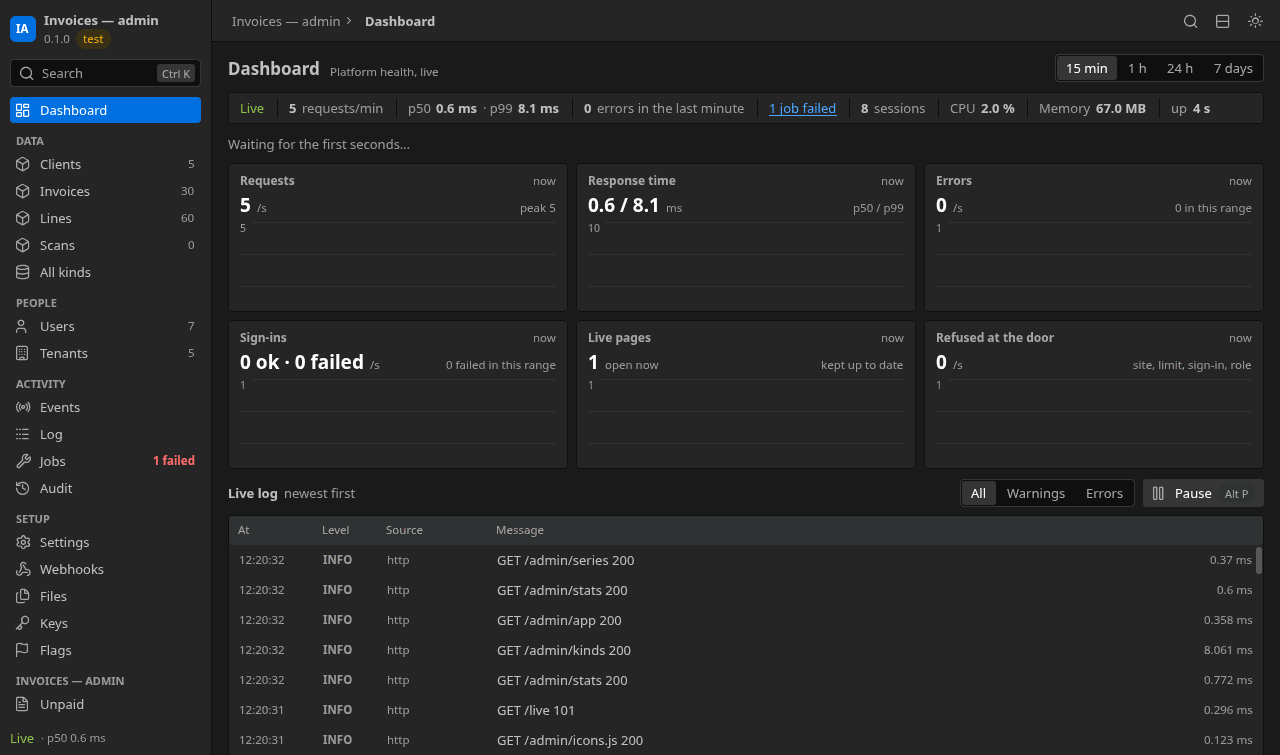 IA
Invoices — admin
0.1.0 test
Search Ctrl K
Dashboard
DATA
Clients 5
Invoices 30
Lines 60
Scans 0
All kinds
PEOPLE
Users 7
Tenants 5
ACTIVITY
Events
Log
Jobs 1 failed
Audit
SETUP
Settings
Webhooks
Files
Keys
Flags
INVOICES — ADMIN
Unpaid
Live · p50 0.6 ms
Invoices — admin › Dashboard
Dashboard Platform health, live
15 min 1 h 24 h 7 days
Live 5 requests/min p50 0.6 ms · p99 8.1 ms 0 errors in the last minute 1 job failed 8 sessions CPU 2.0 % Memory 67.0 MB up 4 s
Waiting for the first seconds…
Requests now
5 /s peak 5
5
Response time now
0.6 / 8.1 ms p50 / p99
10
Errors now
0 /s 0 in this range
1
Sign-ins now
0 ok · 0 failed /s 0 failed in this range
1
Live pages now
1 open now kept up to date
1
Refused at the door now
0 /s site, limit, sign-in, role
1
Live log newest first
All Warnings Errors Pause Alt P
At Level Source Message
12:20:32 INFO http GET /admin/series 200 0.37 ms
12:20:32 INFO http GET /admin/stats 200 0.6 ms
12:20:32 INFO http GET /admin/app 200 0.358 ms
12:20:32 INFO http GET /admin/kinds 200 8.061 ms
12:20:32 INFO http GET /admin/stats 200 0.772 ms
12:20:31 INFO http GET /live 101 0.296 ms
12:20:31 INFO http GET /admin/icons.js 200 0.123 ms